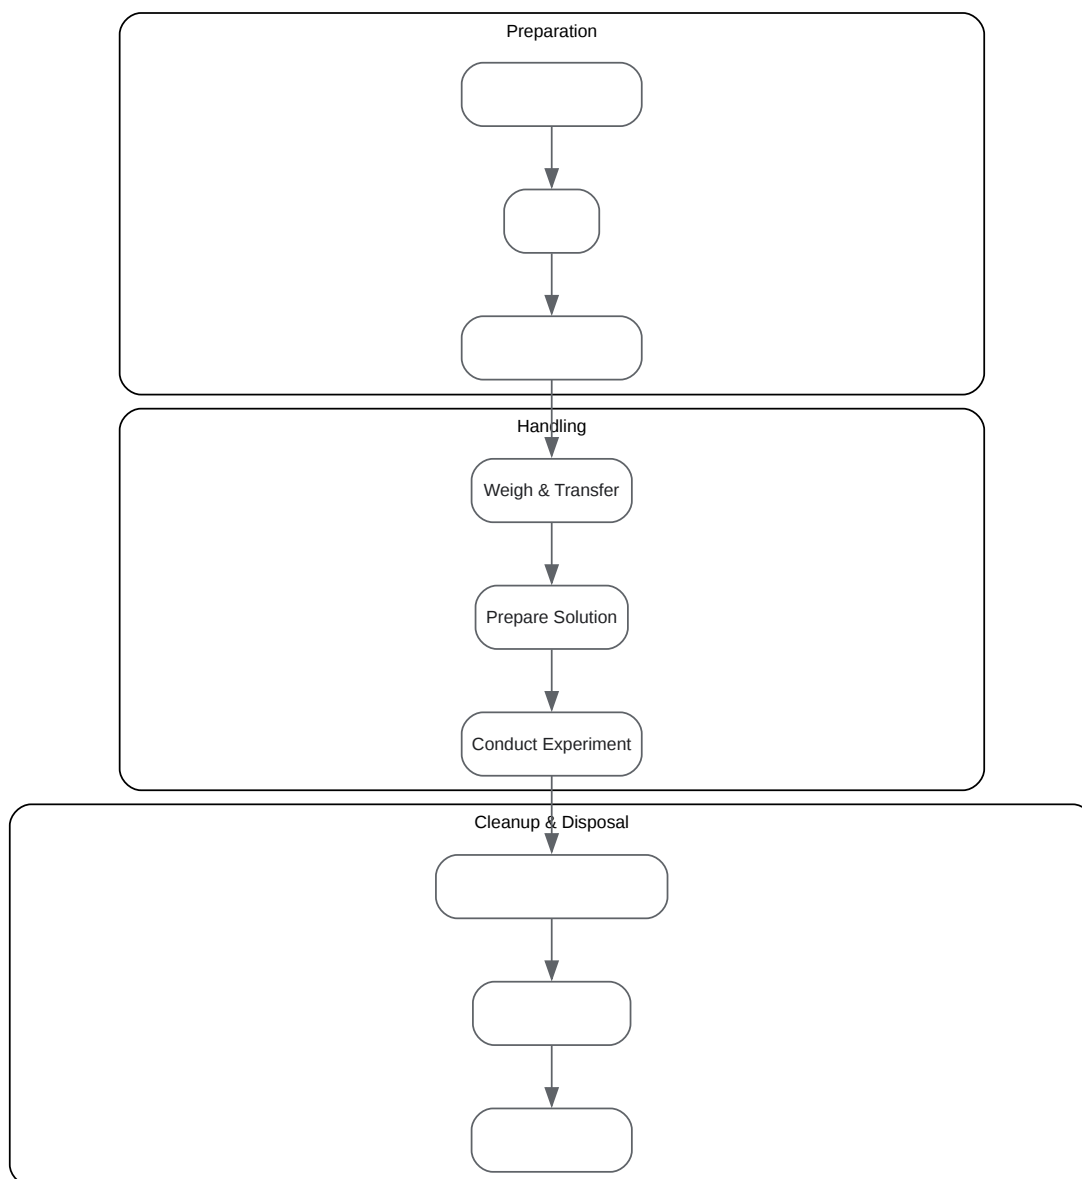 Preparation
Handling
Weigh & Transfer
Prepare Solution
Conduct Experiment
Cleanup & Disposal